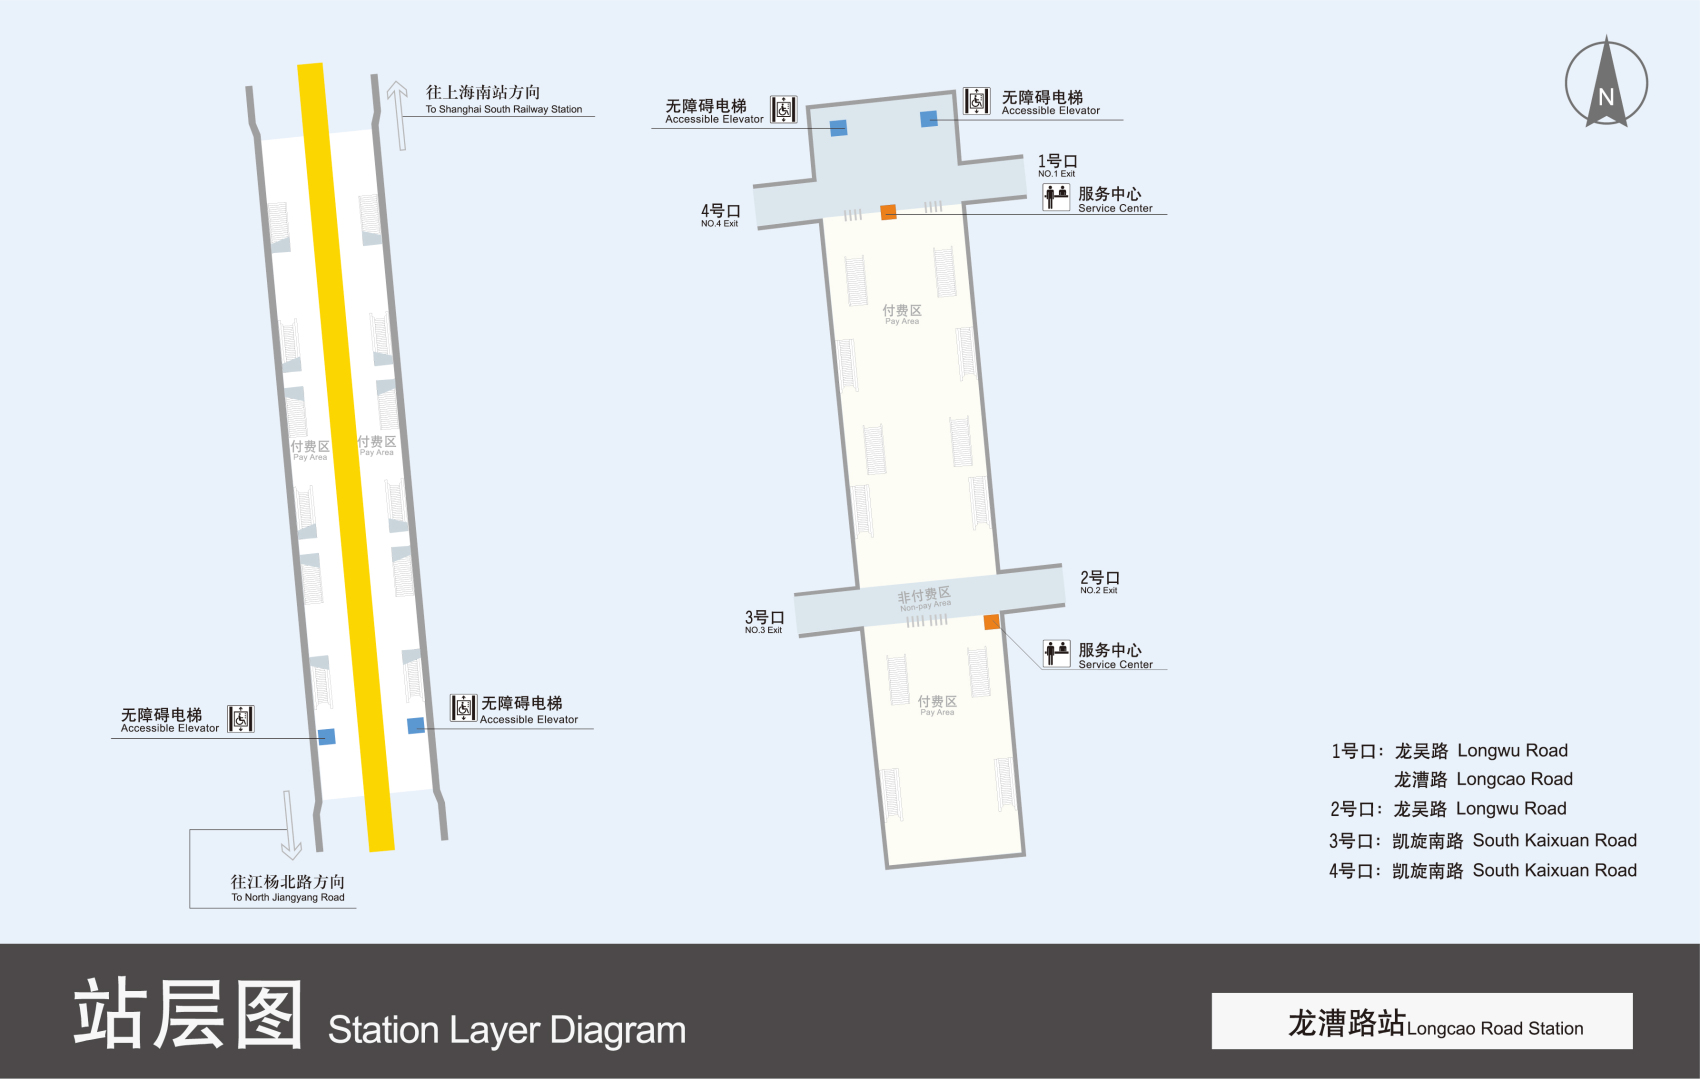 往上海南站方向
To Shanghai South Railway Station
付费区
Pay Area
付费区
Pay Area
无障碍电梯
Accessible Elevator
无障碍电梯
Accessible Elevator
往江杨北路方向
To North Jiangyang Road
无障碍电梯
Accessible Elevator
无障碍电梯
Accessible Elevator
1号口
NO.1 Exit
服务中心
Service Center
4号口
NO.4 Exit
付费区
Pay Area
2号口
NO.2 Exit
非付费区
Non-pay Area
3号口
NO.3 Exit
服务中心
Service Center
付费区
Pay Area
N
1号口：龙吴路 Longwu Road
龙漕路 Longcao Road
2号口：龙吴路 Longwu Road
3号口：凯旋南路 South Kaixuan Road
4号口：凯旋南路 South Kaixuan Road
站层图 Station Layer Diagram
龙漕路站Longcao Road Station